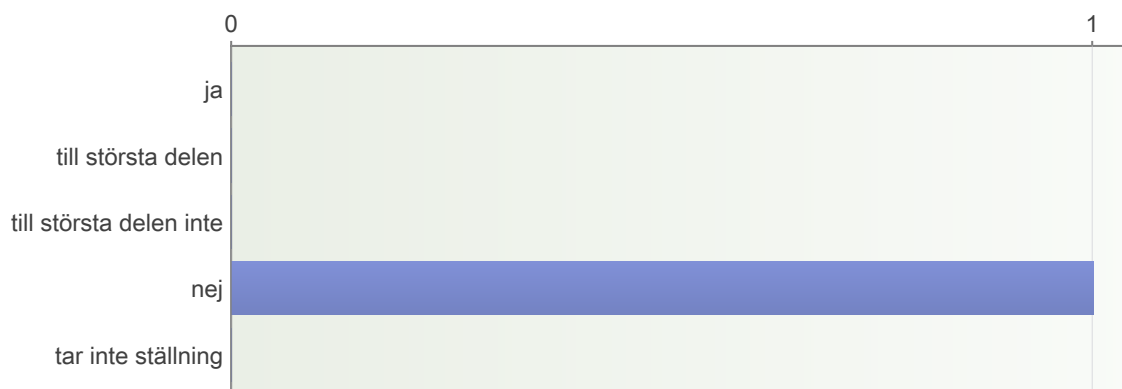 0 1
ja
till största delen
till största delen inte
nej
tar inte ställning